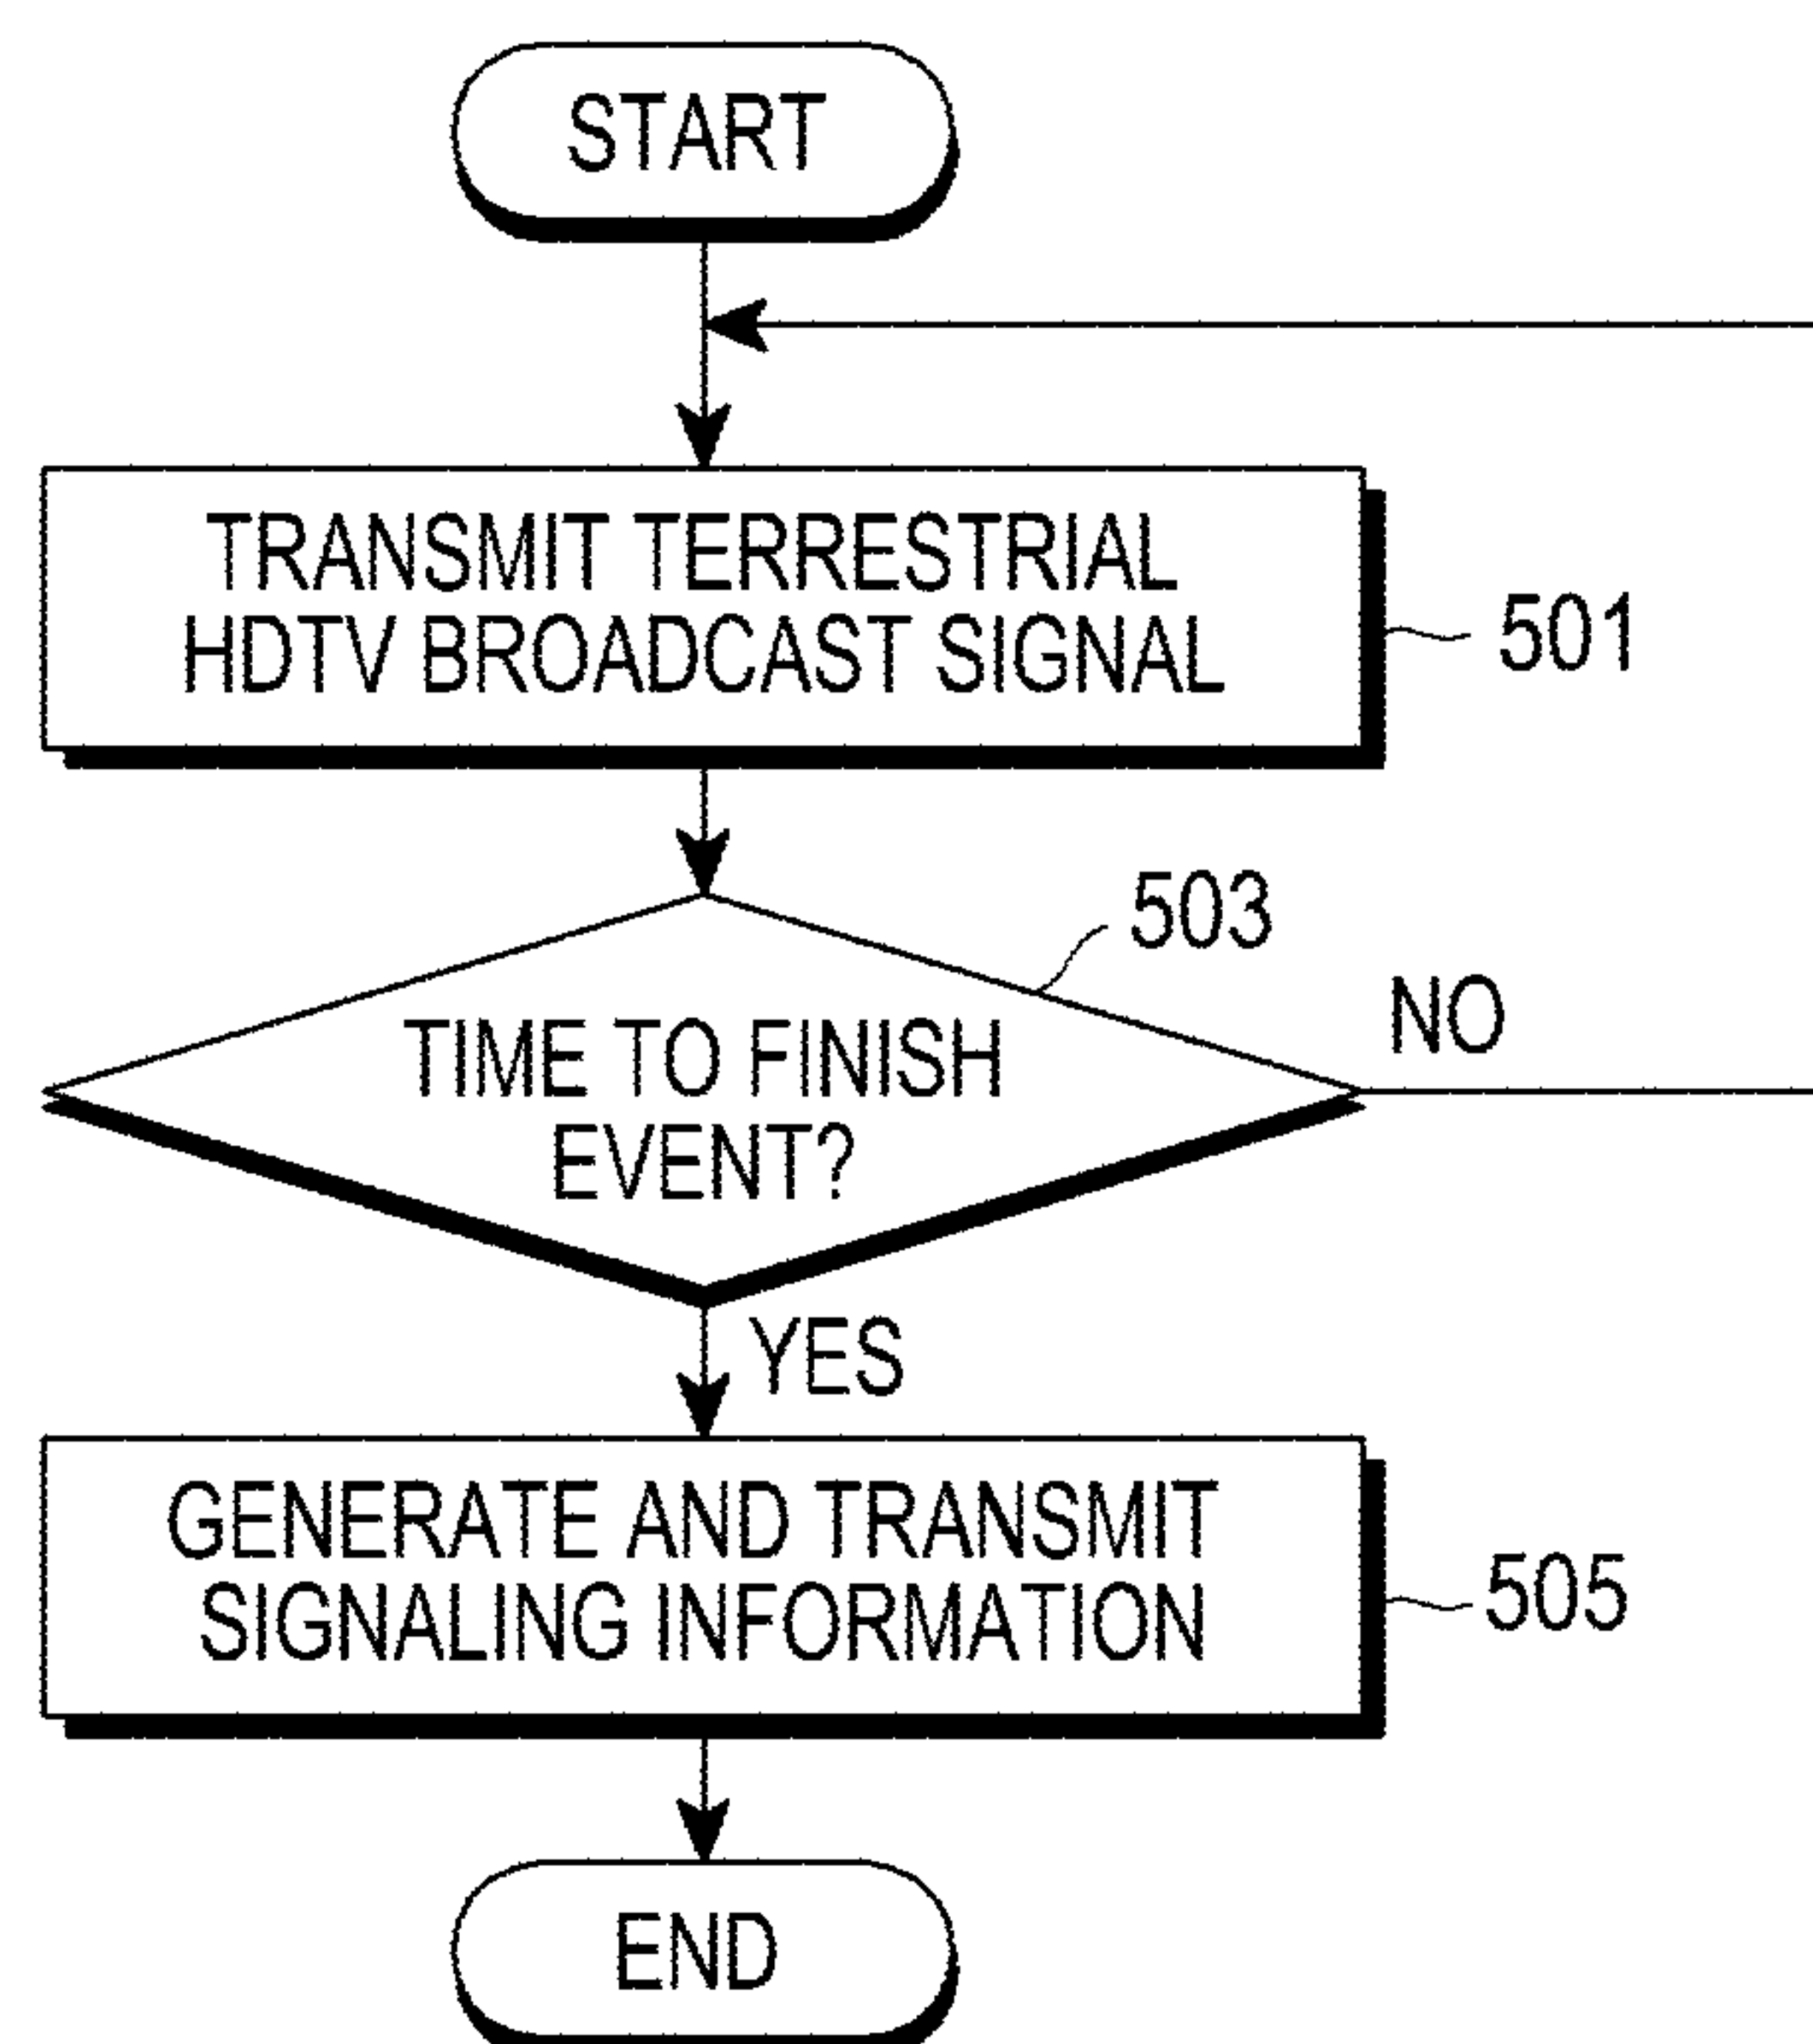 START
TRANSMIT TERRESTRIAL
HDTV BROADCAST SIGNAL
501
503
TIME TO FINISH
EVENT?
NO
YES
GENERATE AND TRANSMIT
SIGNALING INFORMATION
505
END